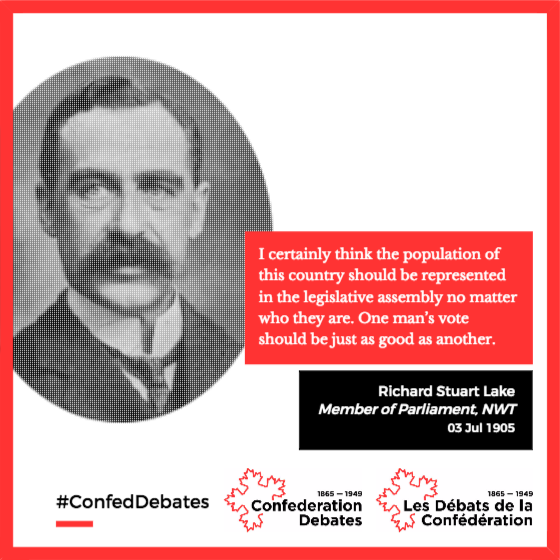 I certainly think the population of
this country should be represented
in the legislative assembly no matter
who they are. One man's vote
should be just as good as another.
Richard Stuart Lake
Member of Parliament, NWT
03 Jul 1905
#ConfedDebates
1865 — 1949
Confederation
Debates
1865 — 1949
Les Débats de la
Confédération